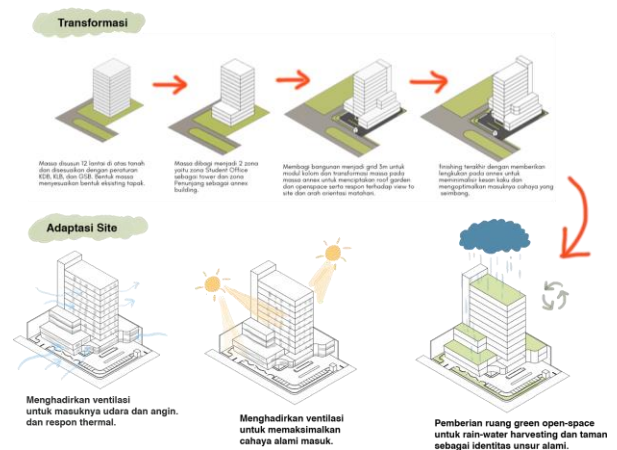 Transformasi
Massa disusun 12 lantai di atas tanah
dan disesuaikan dengan peraturan
KDB, KLB, dan GSB. Bentuk massa
menyesuaikan bentuk eksisting tapak.
Massa dibagi menjadi 2 zona
yaitu zona Student Office
sebagai tower dan zona
Penunjang sebagai annex
building.
Membagi bangunan menjadi grid 3m untuk
modul kolom dan transformasi massa pada
massa annex untuk menciptakan roof garden
dan openspace serta respon terhadap view to
site dan arah orientasi matahari.
finishing terakhir dengan memberikan
lengkukan pada annex untuk
meminimalisir kesan kaku dan
mengoptimalkan masuknya cahaya yang
seimbang.
Adaptasi Site
Menghadirkan ventilasi
untuk masuknya udara dan angin.
dan respon thermal.
Menghadirkan ventilasi
untuk memaksimalkan
cahaya alami masuk.
Pemberian ruang green open-space
untuk rain-water harvesting dan taman
sebagai identitas unsur alami.